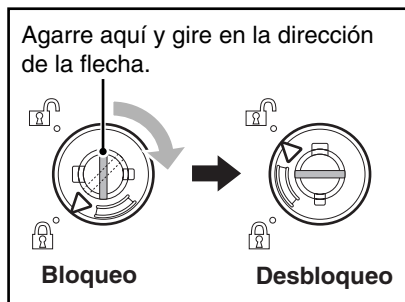 Agarre aquí y gire en la dirección
de la flecha.
Bloqueo
Desbloqueo